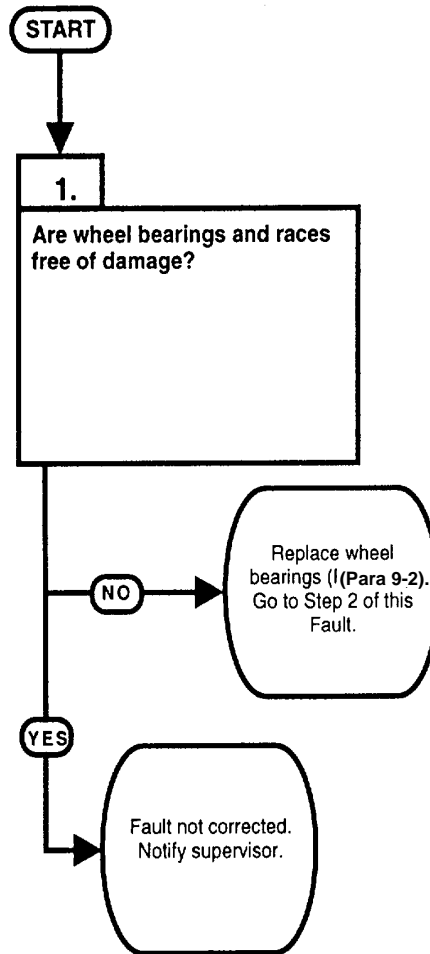 START
1.
Are wheel bearings and races
free of damage?
NO
Replace wheel
bearings (l(Para 9-2).
Go to Step 2 of this
Fault.
YES
Fault not corrected.
Notify supervisor.